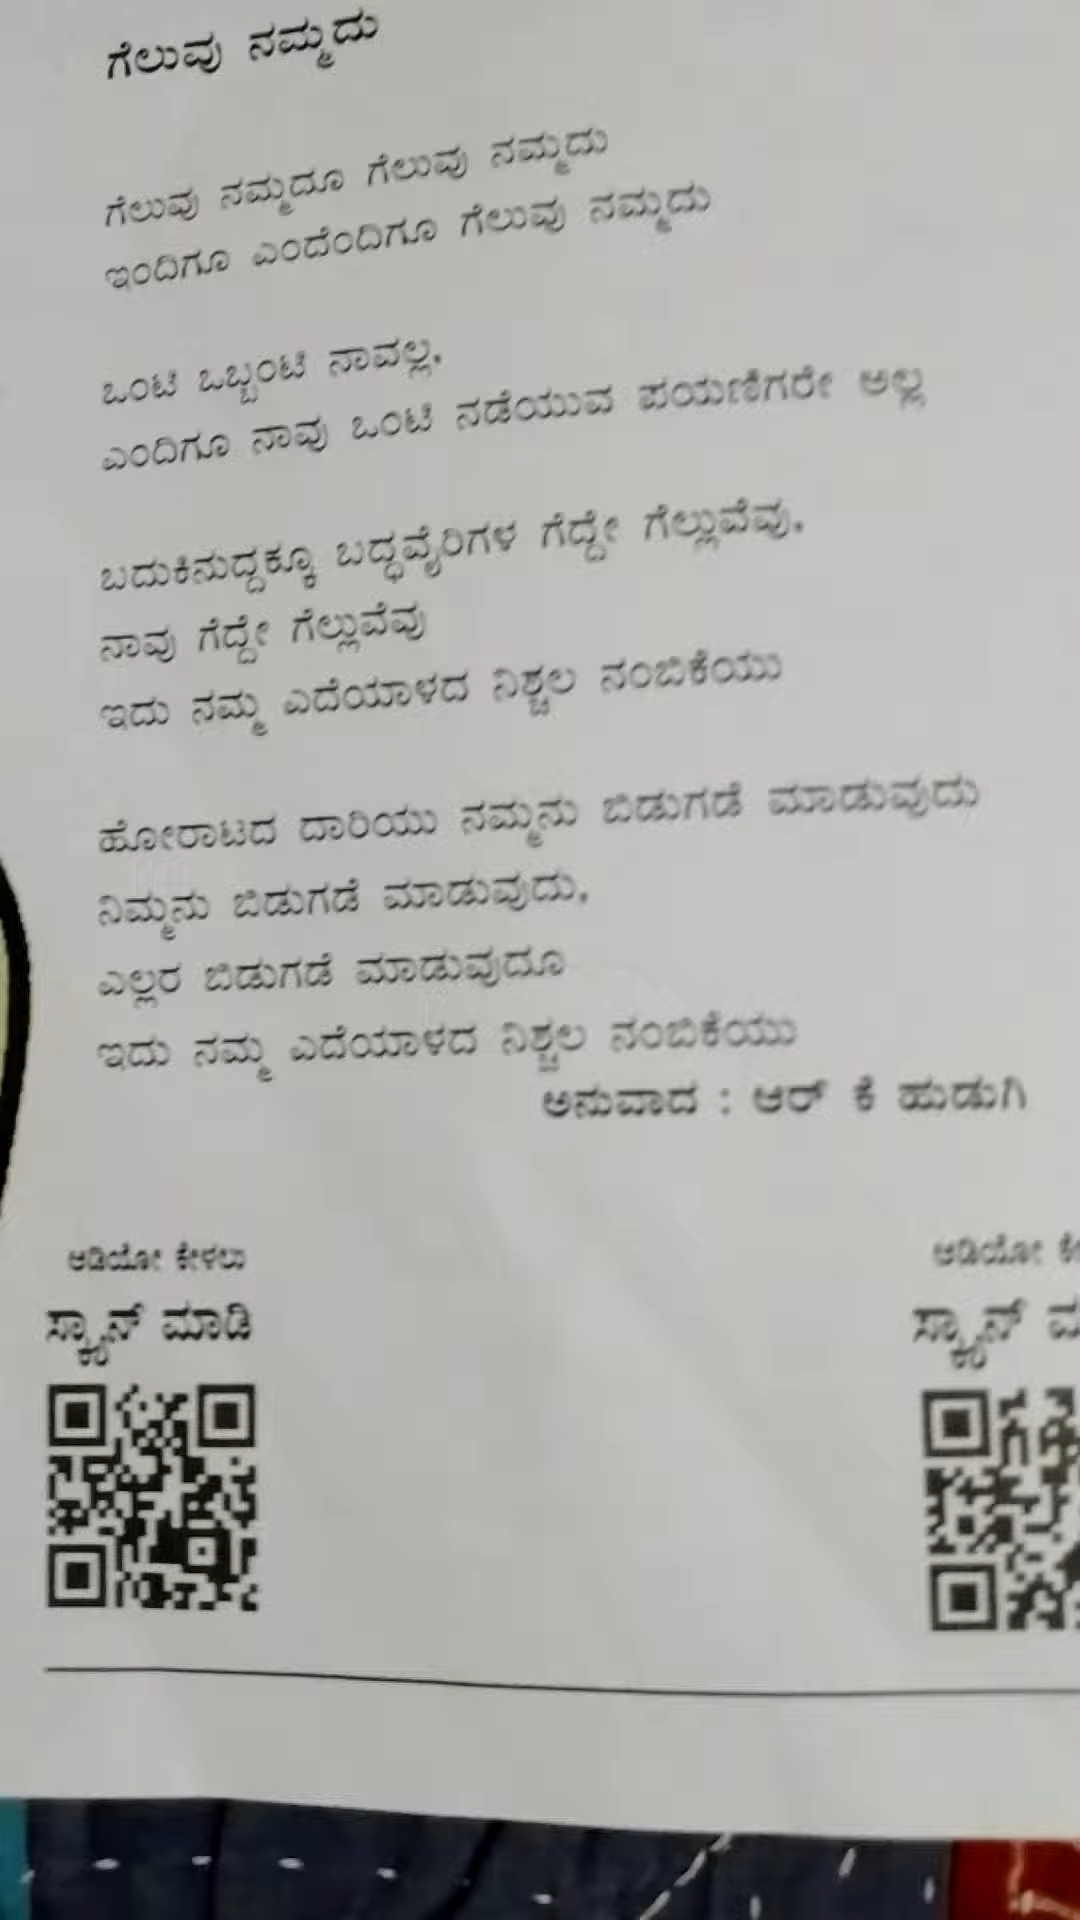 ಗೆಲುವು ನಮ್ಮದು
ಗೆಲುವು ನಮ್ಮದೂ ಗೆಲುವು ನಮ್ಮದು
ಇಂದಿಗೂ ಎಂದೆಂದಿಗೂ ಗೆಲುವು ನಮ್ಮದು
ಒಂಟಿ ಒಬ್ಬಂಟಿ ನಾವಲ್ಲ,
ಎಂದಿಗೂ ನಾವು ಒಂಟಿ ನಡೆಯುವ ಪಯಣಿಗರೇ ಅಲ್ಲ
ಬದುಕಿನುದ್ದಕ್ಕೂ ಬದ್ಧವೈರಿಗಳ ಗೆದ್ದೇ ಗೆಲ್ಲುವೆವು,
ನಾವು ಗೆದ್ದೇ ಗೆಲ್ಲುವೆವು
ಇದು ನಮ್ಮ ಎದೆಯಾಳದ ನಿಶ್ಚಲ ನಂಬಿಕೆಯು
ಹೋರಾಟದ ದಾರಿಯು ನಮ್ಮನು ಬಿಡುಗಡೆ ಮಾಡುವುದು
ನಿಮ್ಮನು ಬಿಡುಗಡೆ ಮಾಡುವುದು,
ಎಲ್ಲರ ಬಿಡುಗಡೆ ಮಾಡುವುದೂ
ಇದು ನಮ್ಮ ಎದೆಯಾಳದ ನಿಶ್ಚಲ ನಂಬಿಕೆಯು
ಅನುವಾದ : ಆರ್ ಕೆ ಹುಡುಗಿ
ಆಡಿಯೋ ಕೇಳಲು
ಸ್ಕ್ಯಾನ್ ಮಾಡಿ
ಆಡಿಯೋ
ಸ್ಕ್ಯಾನ್